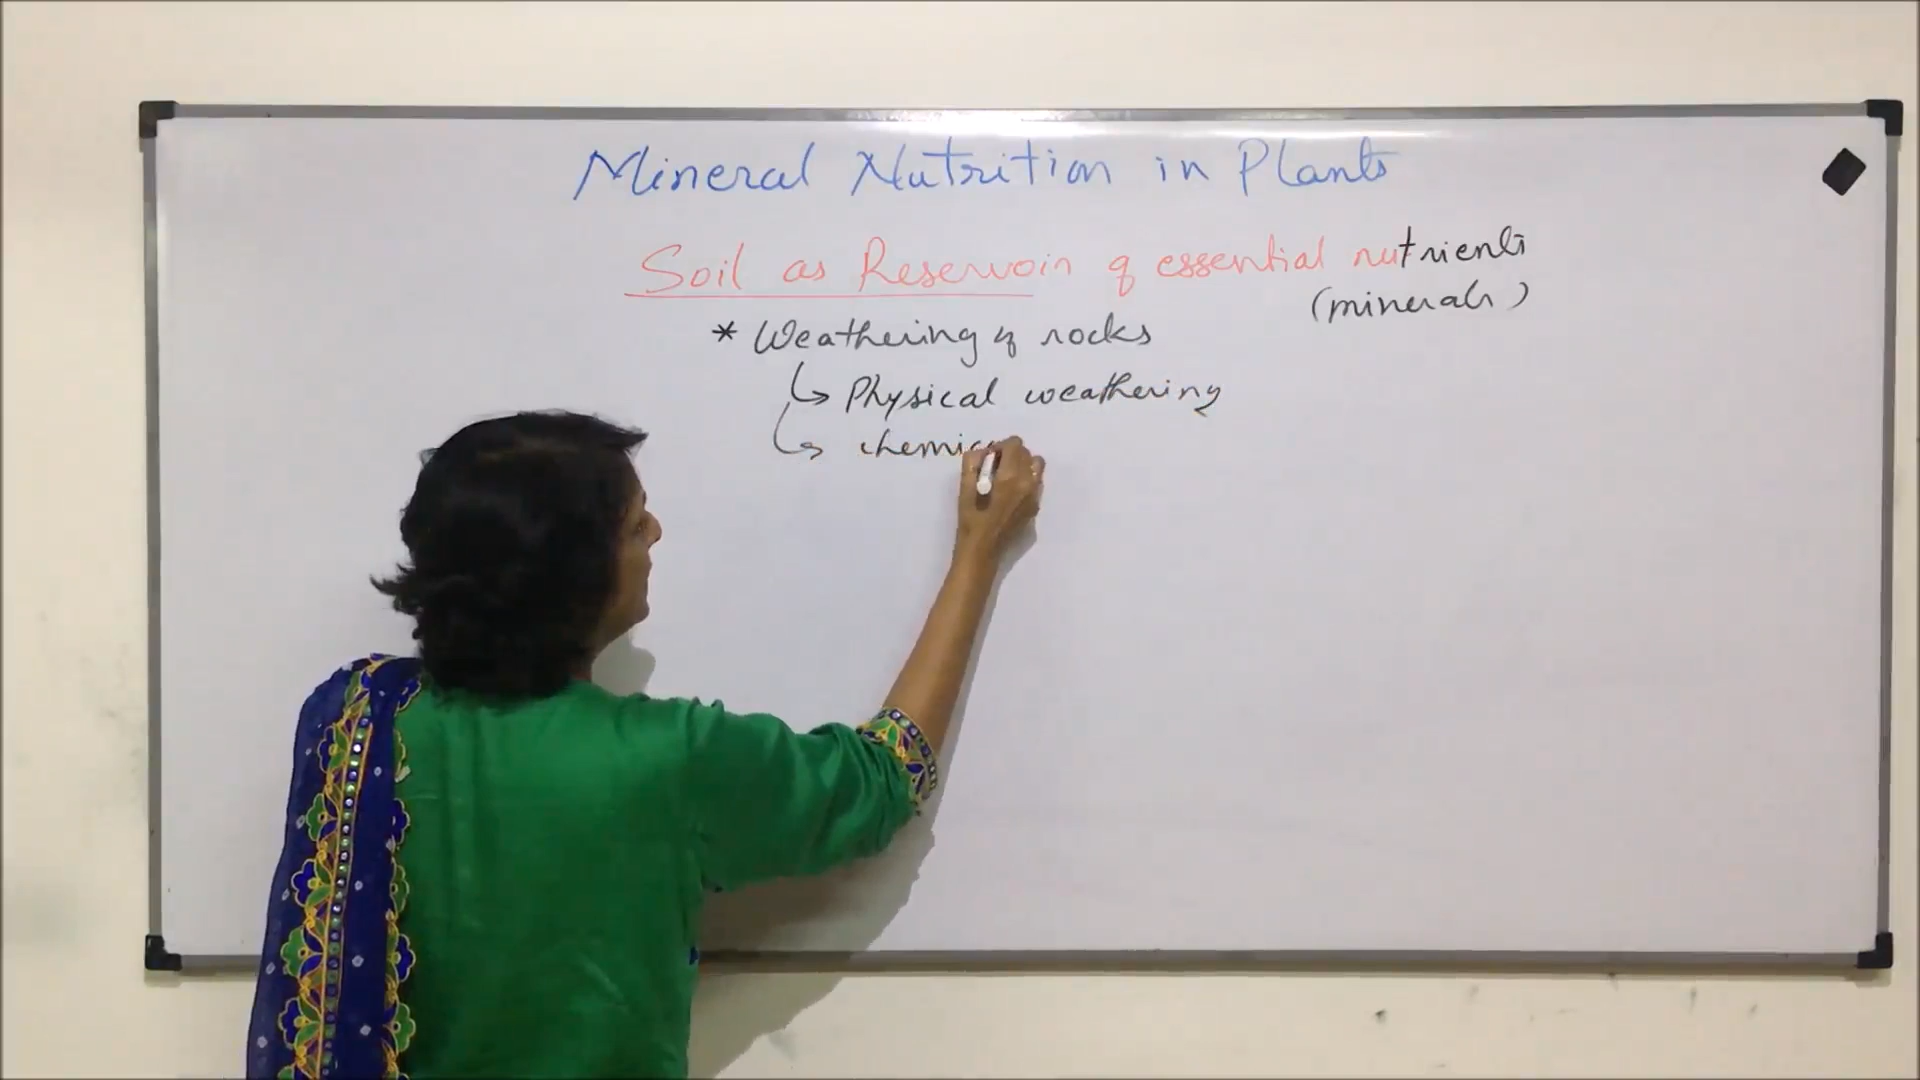 Mineral Nutrition in Plants
Soil as Reservoir of essential nutrients
(minerals)
* Weathering of rocks
↳ Physical weathering
↳ chemic